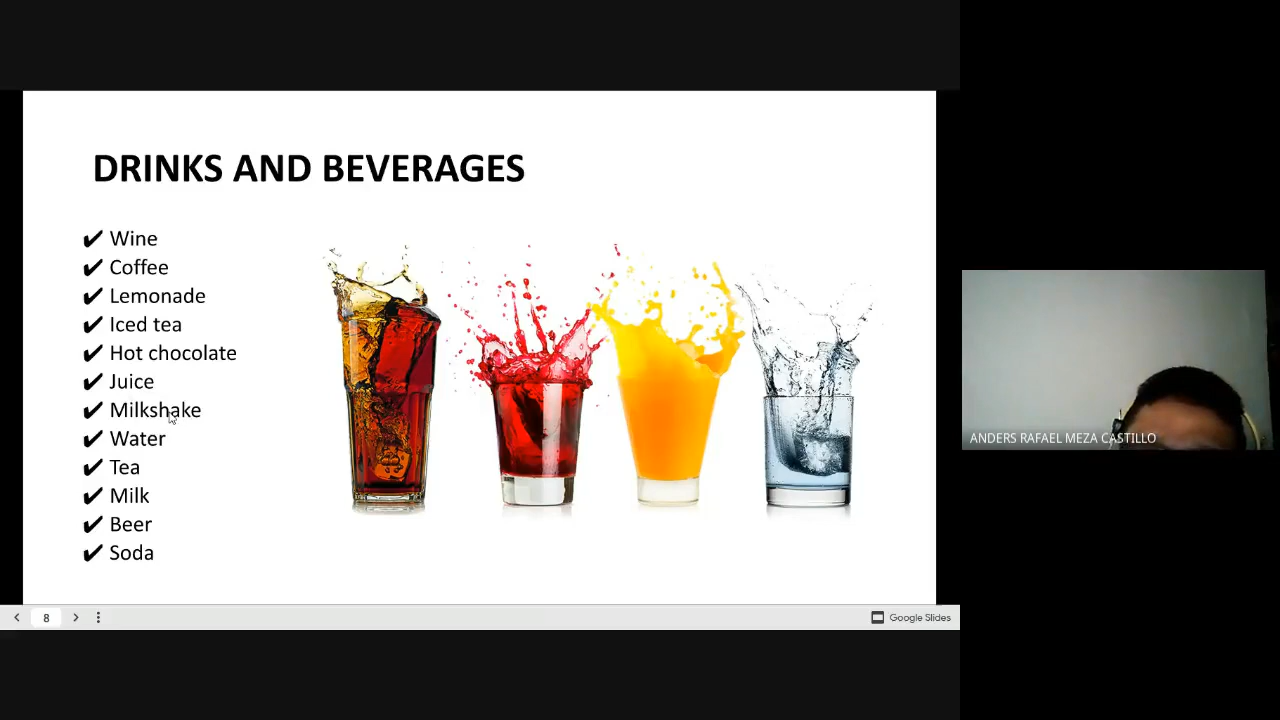 DRINKS AND BEVERAGES
✔ Wine
✔ Coffee
✔ Lemonade
✔ Iced tea
✔ Hot chocolate
✔ Juice
✔ Milkshake
✔ Water
✔ Tea
✔ Milk
✔ Beer
✔ Soda
ANDERS RAFAEL MEZA CASTILLO
8
Google Slides